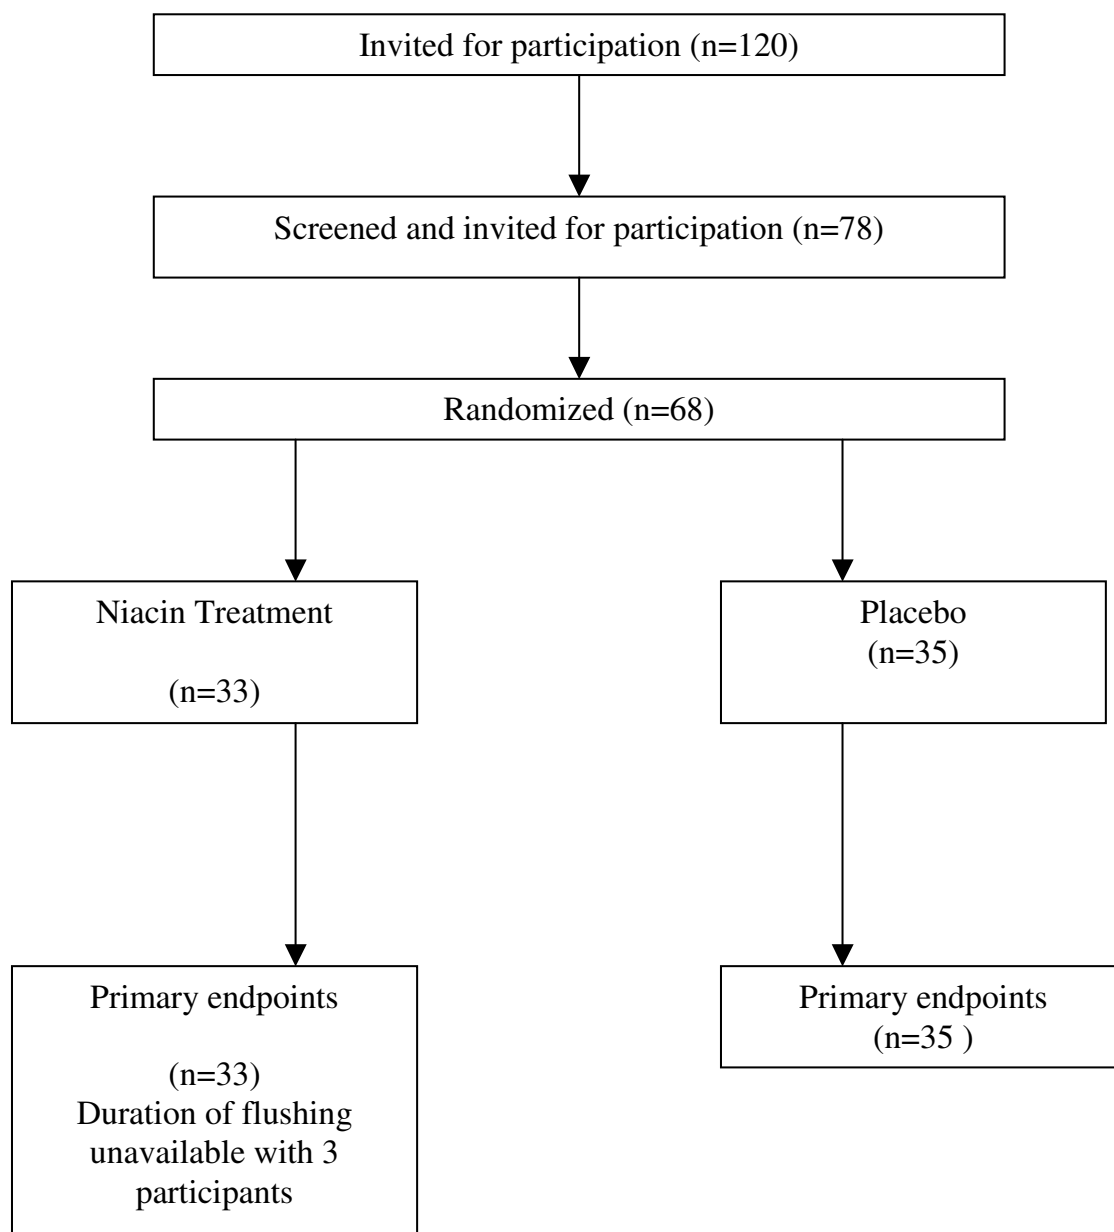 Invited for participation (n=120)
Screened and invited for participation (n=78)
Randomized (n=68)
Niacin Treatment
(n=33)
Placebo
(n=35)
Primary endpoints
(n=33)
Duration of flushing
unavailable with 3
participants
Primary endpoints
(n=35 )